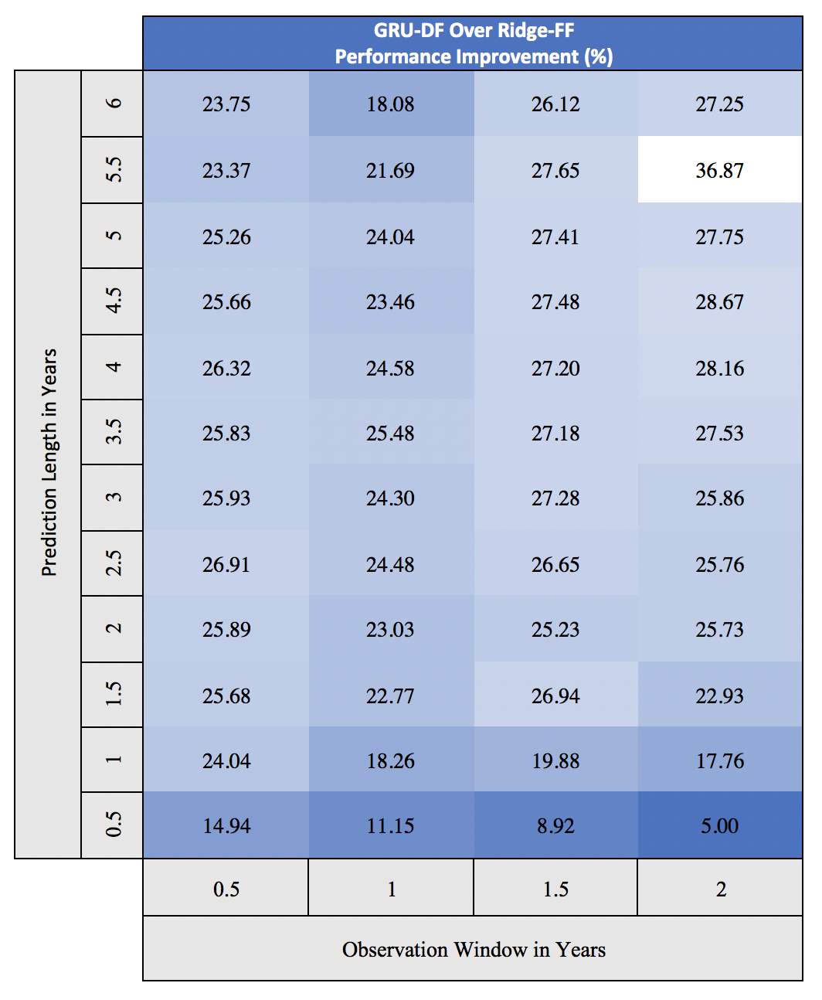 GRU-DF Over Ridge-FF
Performance Improvement (%)
Prediction Length in Years
6 23.75 18.08 26.12 27.25
5.5 23.37 21.69 27.65 36.87
5 25.26 24.04 27.41 27.75
4.5 25.66 23.46 27.48 28.67
4 26.32 24.58 27.20 28.16
3.5 25.83 25.48 27.18 27.53
3 25.93 24.30 27.28 25.86
2.5 26.91 24.48 26.65 25.76
2 25.89 23.03 25.23 25.73
1.5 25.68 22.77 26.94 22.93
1 24.04 18.26 19.88 17.76
0.5 14.94 11.15 8.92 5.00
0.5 1 1.5 2
Observation Window in Years